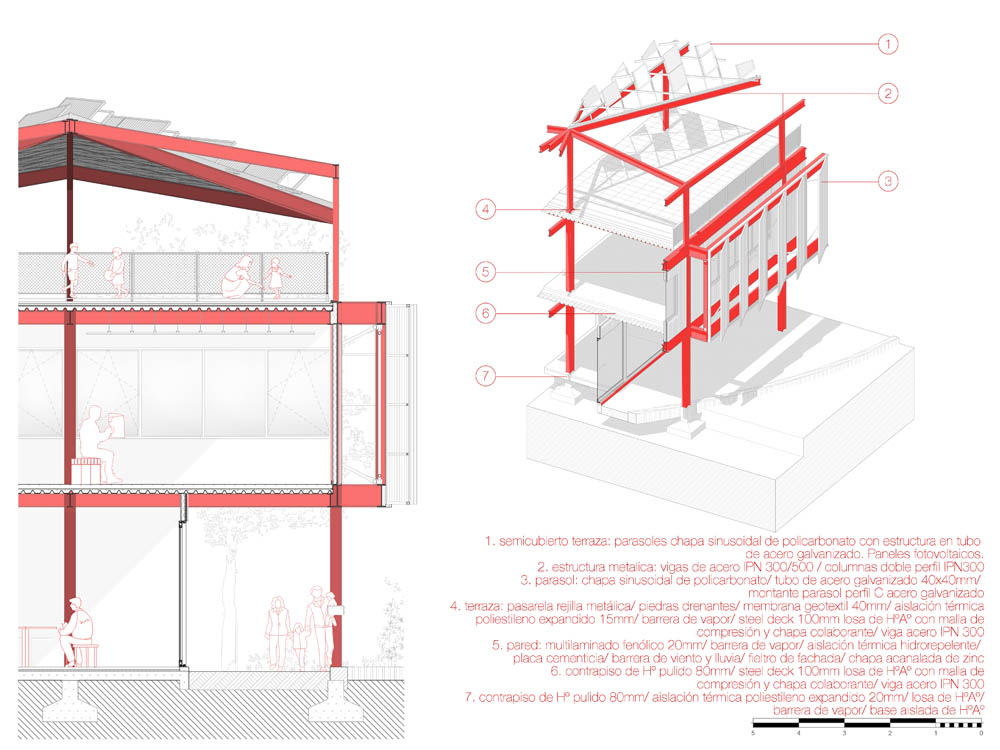 1
2
3
4
5
6
7
1. semicubierto terraza: parasoles chapa sinusoidal de policarbonato con estructura en tubo
de acero galvanizado. Paneles fotovoltaicos.
2. estructura metalica: vigas de acero IPN 300/500 / columnas doble perfil IPN300
3. parasol: chapa sinusoidal de policarbonato/ tubo de acero galvanizado 40x40mm/
montante parasol perfil C acero galvanizado
4. terraza: pasarela rejilla metálica/ piedras drenantes/ membrana geotextil 40mm/ aislación térmica
poliestileno expandido 15mm/ barrera de vapor/ steel deck 100mm losa de HºAº con malla de
compresión y chapa colaborante/ viga acero IPN 300
5. pared: multilaminado fenólico 20mm/ barrera de vapor/ aislación térmica hidrorepelente/
placa cementicia/ barrera de viento y lluvia/ fieltro de fachada/ chapa acanalada de zinc
6. contrapiso de Hº pulido 80mm/ steel deck 100mm losa de HºAº con malla de
compresión y chapa colaborante/ viga acero IPN 300
7. contrapiso de Hº pulido 80mm/ aislación térmica poliestileno expandido 20mm/ losa de HºAº/
barrera de vapor/ base aislada de HºAº
5 4 3 2 1 0